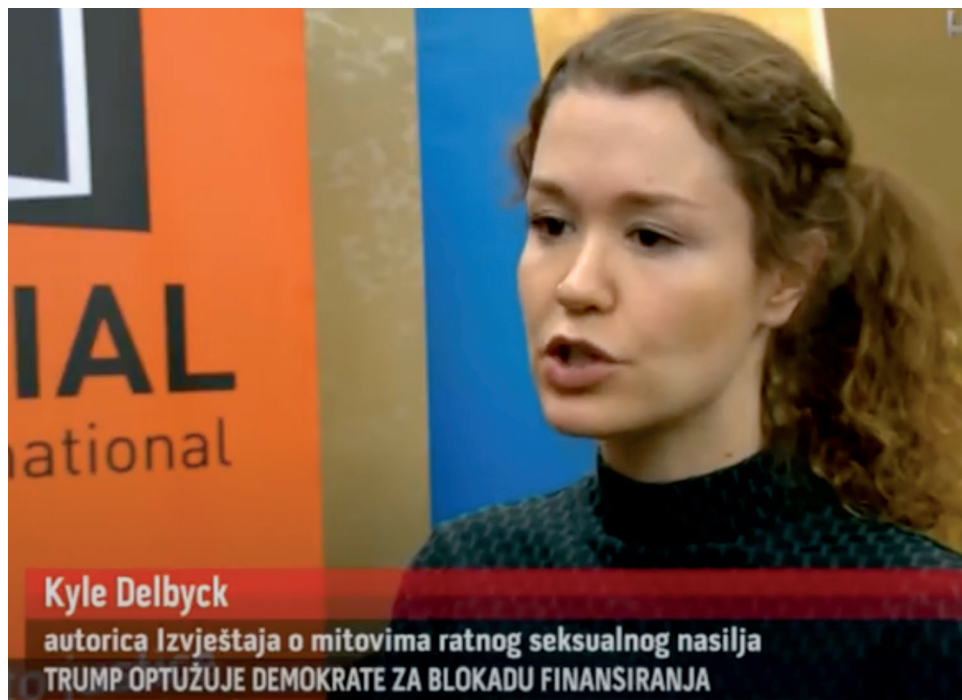 IAL
national
Kyle Delbyck
autorica Izvještaja o mitovima ratnog seksualnog nasilja
TRUMP OPTUŽUJE DEMOKRATE ZA BLOKADU FINANSIRANJA